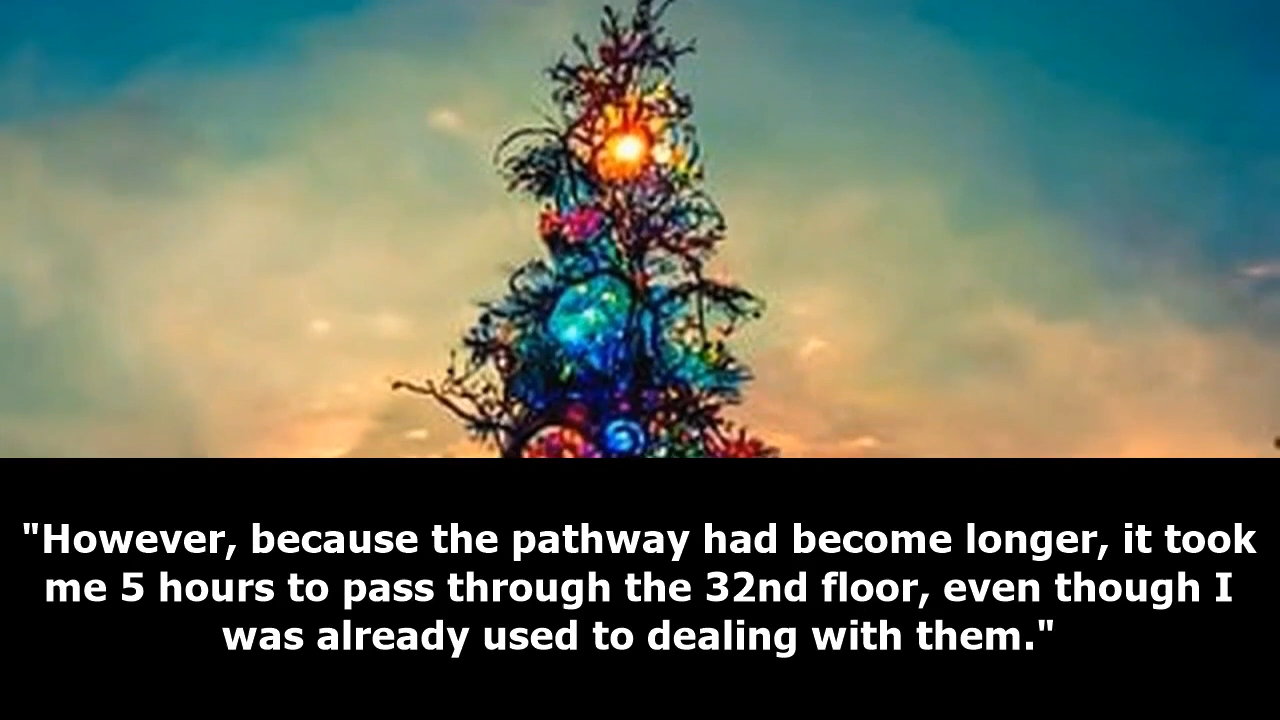 "However, because the pathway had become longer, it took
me 5 hours to pass through the 32nd floor, even though I
was already used to dealing with them."